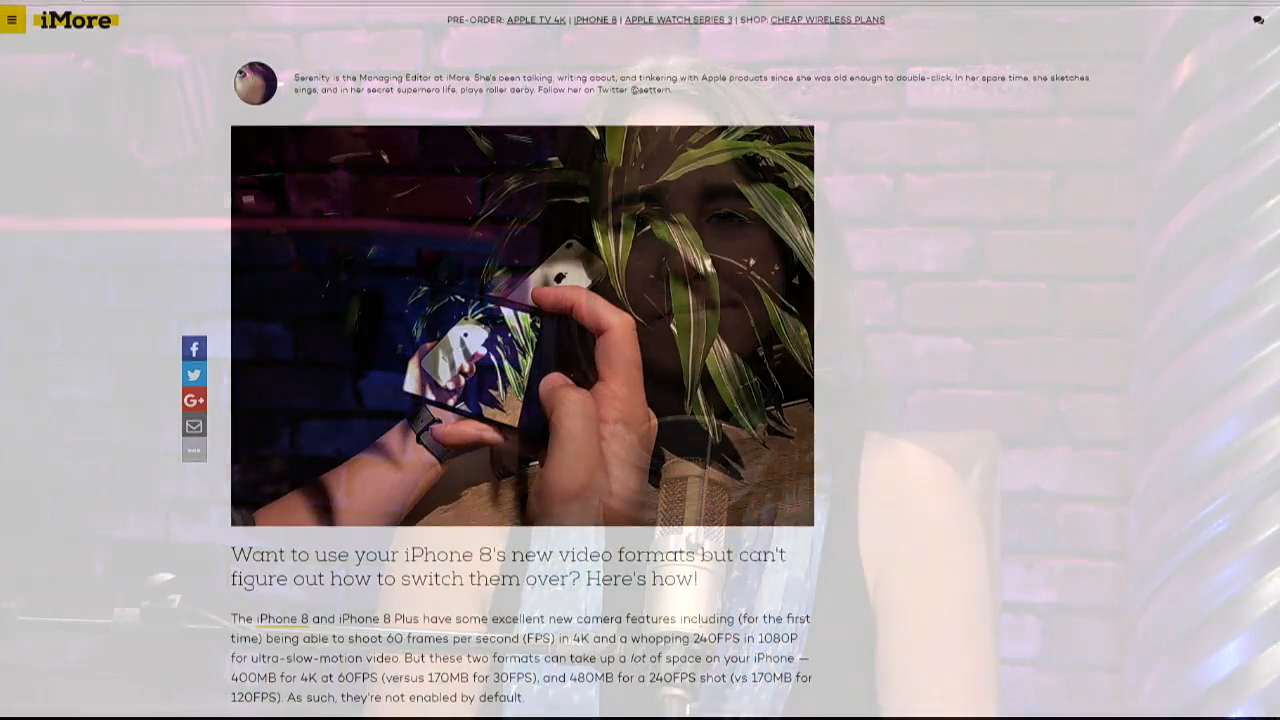 iMore
PRE-ORDER: APPLE TV 4K | IPHONE 8 | APPLE WATCH SERIES 3 | SHOP: CHEAP WIRELESS PLANS
Serenity is the Managing Editor at iMore. She's been talking, writing about, and tinkering with Apple products since she was old enough to double-click. In her spare time, she sketches,
sings, and in her secret superhero life, plays roller derby. Follow her on Twitter @settern.
G+
Want to use your iPhone 8's new video formats but can't
figure out how to switch them over? Here's how!
The iPhone 8 and iPhone 8 Plus have some excellent new camera features including (for the first
time) being able to shoot 60 frames per second (FPS) in 4K and a whopping 240FPS in 1080P
for ultra-slow-motion video. But these two formats can take up a lot of space on your iPhone —
400MB for 4K at 60FPS (versus 170MB for 30FPS), and 480MB for a 240FPS shot (vs 170MB for
120FPS). As such, they're not enabled by default.